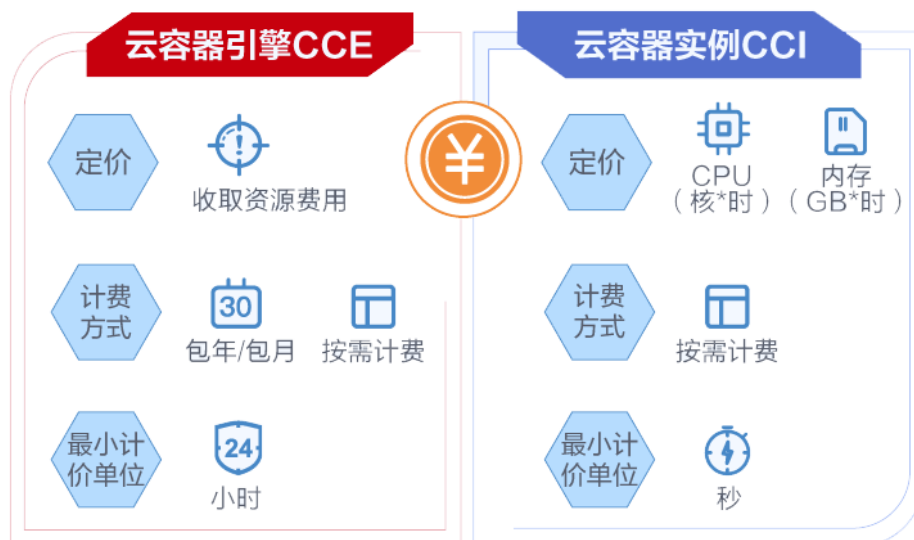 云容器引擎CCE
定价
收取资源费用
计费
方式
30
包年/包月
按需计费
最小计
价单位
24
小时
¥
云容器实例CCI
定价
CPU
（核*时）
内存
（GB*时）
计费
方式
按需计费
最小计
价单位
秒